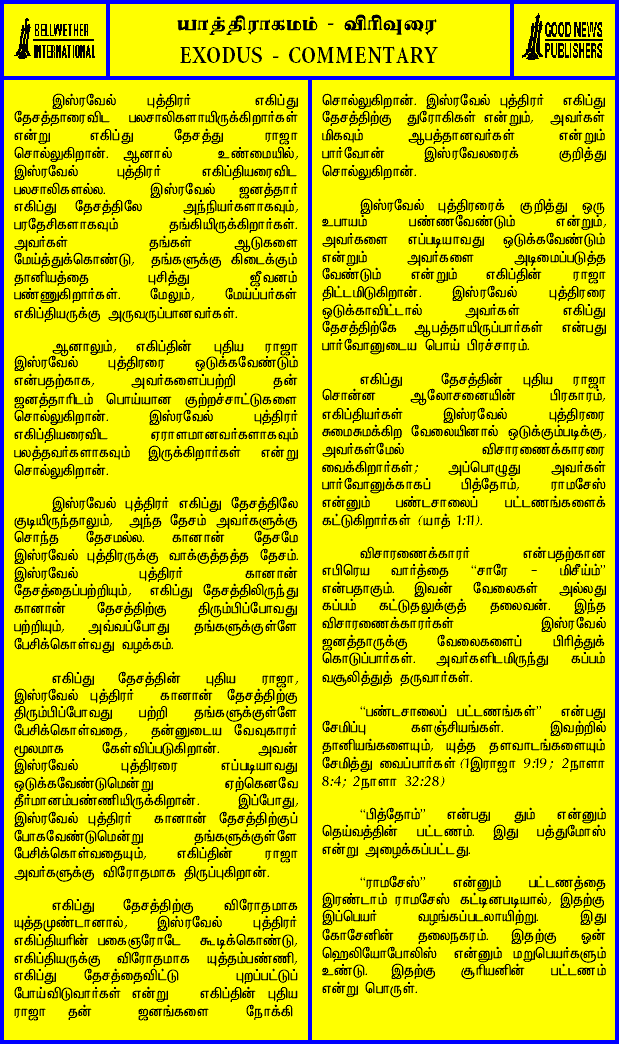 BELLWETHER
INTERNATIONAL
யாத்திராகமம் - விரிவுரை
EXODUS - COMMENTARY
GOOD NEWS
PUBLISHERS
இஸ்ரவேல் புத்திரர் எகிப்து
தேசத்தாரைவிட பலசாலிகளாயிருக்கிறார்கள்
என்று எகிப்து தேசத்து ராஜா
சொல்லுகிறான். ஆனால் உண்மையில்,
இஸ்ரவேல் புத்திரர் எகிப்தியரைவிட
பலசாலிகளல்ல. இஸ்ரவேல் ஜனத்தார்
எகிப்து தேசத்திலே அந்நியர்களாகவும்,
பரதேசிகளாகவும் தங்கியிருக்கிறார்கள்.
அவர்கள் தங்கள் ஆடுகளை
மேய்த்துக்கொண்டு, தங்களுக்கு கிடைக்கும்
தானியத்தை புசித்து ஜீவனம்
பண்ணுகிறார்கள். மேலும், மேய்ப்பர்கள்
எகிப்தியருக்கு அருவருப்பானவர்கள்.
ஆனாலும், எகிப்தின் புதிய ராஜா
இஸ்ரவேல் புத்திரரை ஒடுக்கவேண்டும்
என்பதற்காக, அவர்களைப்பற்றி தன்
ஜனத்தாரிடம் பொய்யான குற்றச்சாட்டுகளை
சொல்லுகிறான். இஸ்ரவேல் புத்திரர்
எகிப்தியரைவிட ஏராளமானவர்களாகவும்
பலத்தவர்களாகவும் இருக்கிறார்கள் என்று
சொல்லுகிறான்.
இஸ்ரவேல் புத்திரர் எகிப்து தேசத்திலே
குடியிருந்தாலும், அந்த தேசம் அவர்களுக்கு
சொந்த தேசமல்ல. கானான் தேசமே
இஸ்ரவேல் புத்திரருக்கு வாக்குத்தத்த தேசம்.
இஸ்ரவேல் புத்திரர் கானான்
தேசத்தைப்பற்றியும், எகிப்து தேசத்திலிருந்து
கானான் தேசத்திற்கு திரும்பிப்போவது
பற்றியும், அவ்வப்போது தங்களுக்குள்ளே
பேசிக்கொள்வது வழக்கம்.
எகிப்து தேசத்தின் புதிய ராஜா,
இஸ்ரவேல் புத்திரர் கானான் தேசத்திற்கு
திரும்பிப்போவது பற்றி தங்களுக்குள்ளே
பேசிக்கொள்வதை, தன்னுடைய வேவுகாரர்
மூலமாக கேள்விப்படுகிறான். அவன்
இஸ்ரவேல் புத்திரரை எப்படியாவது
ஒடுக்கவேண்டுமென்று ஏற்கெனவே
தீர்மானம்பண்ணியிருக்கிறான். இப்போது,
இஸ்ரவேல் புத்திரர் கானான் தேசத்திற்குப்
போகவேண்டுமென்று தங்களுக்குள்ளே
பேசிக்கொள்வதையும், எகிப்தின் ராஜா
அவர்களுக்கு விரோதமாக திருப்புகிறான்.
எகிப்து தேசத்திற்கு விரோதமாக
யுத்தமுண்டானால், இஸ்ரவேல் புத்திரர்
எகிப்தியரின் பகைஞரோடே கூடிக்கொண்டு,
எகிப்தியருக்கு விரோதமாக யுத்தம்பண்ணி,
எகிப்து தேசத்தைவிட்டு புறப்பட்டுப்
போய்விடுவார்கள் என்று எகிப்தின் புதிய
ராஜா தன் ஜனங்களை நோக்கி
சொல்லுகிறான். இஸ்ரவேல் புத்திரர் எகிப்து
தேசத்திற்கு துரோகிகள் என்றும், அவர்கள்
மிகவும் ஆபத்தானவர்கள் என்றும்
பார்வோன் இஸ்ரவேலரைக் குறித்து
சொல்லுகிறான்.
இஸ்ரவேல் புத்திரரைக் குறித்து ஒரு
உபாயம் பண்ணவேண்டும் என்றும்,
அவர்களை எப்படியாவது ஒடுக்கவேண்டும்
என்றும் அவர்களை அடிமைப்படுத்த
வேண்டும் என்றும் எகிப்தின் ராஜா
திட்டமிடுகிறான். இஸ்ரவேல் புத்திரரை
ஒடுக்காவிட்டால் அவர்கள் எகிப்து
தேசத்திற்கே ஆபத்தாயிருப்பார்கள் என்பது
பார்வோனுடைய பொய் பிரச்சாரம்.
எகிப்து தேசத்தின் புதிய ராஜா
சொன்ன ஆலோசனையின் பிரகாரம்,
எகிப்தியர்கள் இஸ்ரவேல் புத்திரரை
சுமைசுமக்கிற வேலையினால் ஒடுக்கும்படிக்கு,
அவர்கள்மேல் விசாரணைக்காரரை
வைக்கிறார்கள்; அப்பொழுது அவர்கள்
பார்வோனுக்காகப் பித்தோம், ராமசேஸ்
என்னும் பண்டசாலைப் பட்டணங்களைக்
கட்டுகிறார்கள் (யாத் 1:11).
விசாரணைக்காரர் என்பதற்கான
எபிரெய வார்த்தை "சாரே - மிசீய்ம்"
என்பதாகும். இவன் வேலைகள் அல்லது
கப்பம் கட்டுதலுக்குத் தலைவன். இந்த
விசாரணைக்காரர்கள் இஸ்ரவேல்
ஜனத்தாருக்கு வேலைகளைப் பிரித்துக்
கொடுப்பார்கள். அவர்களிடமிருந்து கப்பம்
வசூலித்துத் தருவார்கள்.
"பண்டசாலைப் பட்டணங்கள்" என்பது
சேமிப்பு களஞ்சியங்கள். இவற்றில்
தானியங்களையும், யுத்த தளவாடங்களையும்
சேமித்து வைப்பார்கள் (1இராஜா 9:19; 2நாளா
8:4; 2நாளா 32:28)
"பித்தோம்" என்பது தும் என்னும்
தெய்வத்தின் பட்டணம். இது பத்துமோஸ்
என்று அழைக்கப்பட்டது.
"ராமசேஸ்" என்னும் பட்டணத்தை
இரண்டாம் ராமசேஸ் கட்டினபடியால், இதற்கு
இப்பெயர் வழங்கப்படலாயிற்று. இது
கோசேனின் தலைநகரம். இதற்கு ஒன்
ஹெலியோபோலிஸ் என்னும் மறுபெயர்களும்
உண்டு. இதற்கு சூரியனின் பட்டணம்
என்று பொருள்.